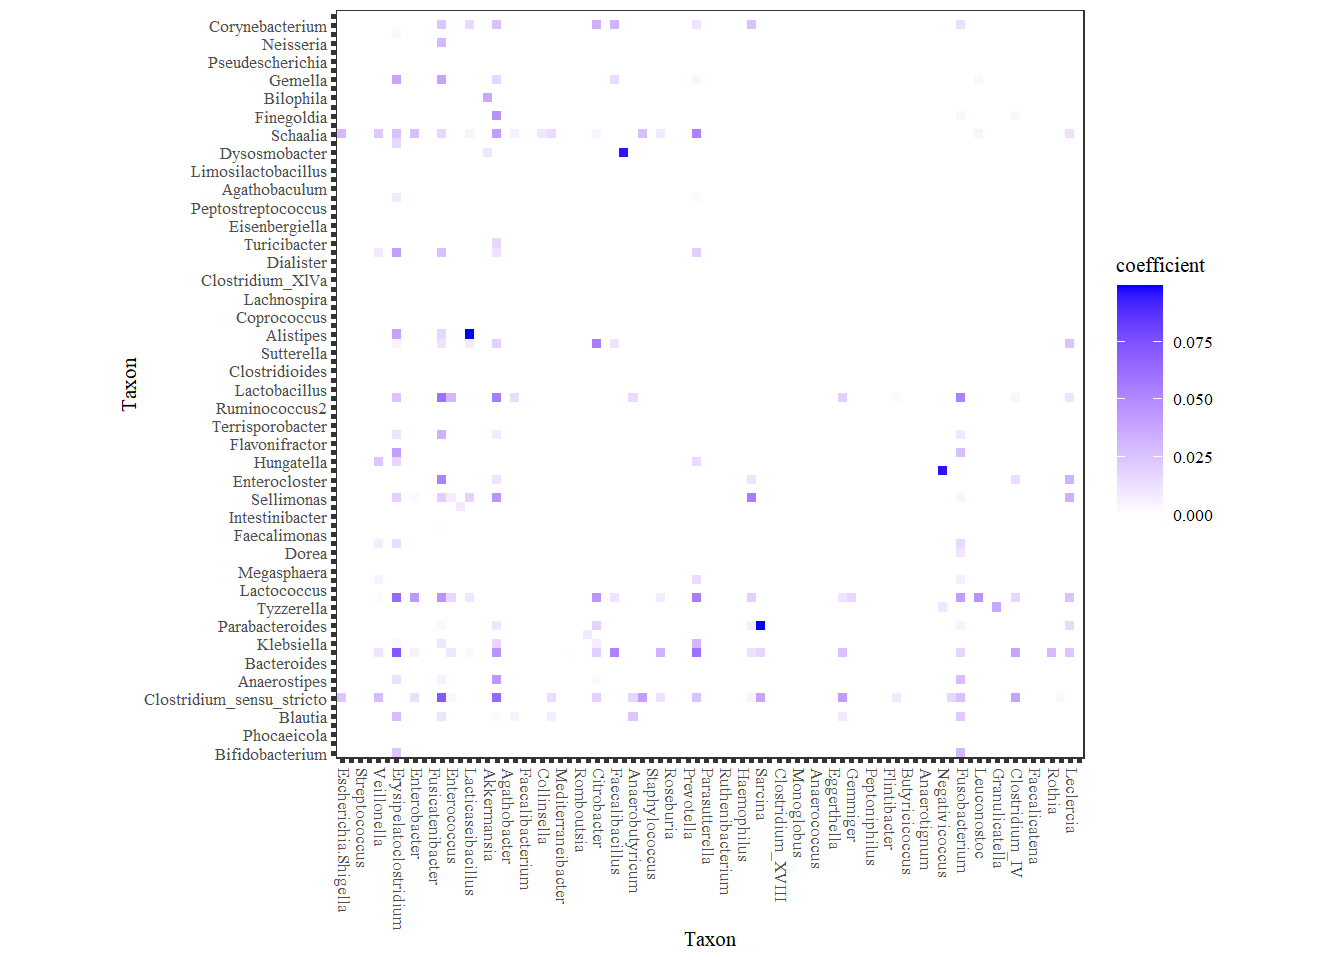 Corynebacterium
Neisseria
Pseudescherichia
Gemella
Bilophila
Finegoldia
Schaalia
Dysosmobacter
Limosilactobacillus
Agathobaculum
Peptostreptococcus
Eisenbergiella
Turicibacter
Dialister
Clostridium_XlVa
Lachnospira
Coprococcus
Alistipes
Sutterella
Clostridioides
Lactobacillus
Ruminococcus2
Terrisporobacter
Flavonifractor
Hungatella
Enterocloster
Sellimonas
Intestinibacter
Faecalimonas
Dorea
Megasphaera
Lactococcus
Tyzzerella
Parabacteroides
Klebsiella
Bacteroides
Anaerostipes
Clostridium_sensu_stricto
Blautia
Phocaeicola
Bifidobacterium
Taxon
Escherichia.Shigella
Streptococcus
Veillonella
Erysipelatoclostridium
Enterobacter
Fusicatenibacter
Enterococcus
Lacticaseibacillus
Akkermansia
Agathobacter
Faecalibacterium
Collinsella
Mediterraneibacter
Romboutsia
Citrobacter
Faecalibacillus
Anaerobutyricum
Staphylococcus
Roseburia
Prevotella
Parasutterella
Ruthenibacterium
Haemophilus
Sarcina
Clostridium_XVIII
Monoglobus
Anaerococcus
Eggerthella
Gemmiger
Peptoniphilus
Flintibacter
Butyricicoccus
Anaerotignum
Negativicoccus
Fusobacterium
Leuconostoc
Granulicatella
Clostridium_IV
Faecalicatena
Rothia
Leclercia
Taxon
coefficient
0.075
0.050
0.025
0.000